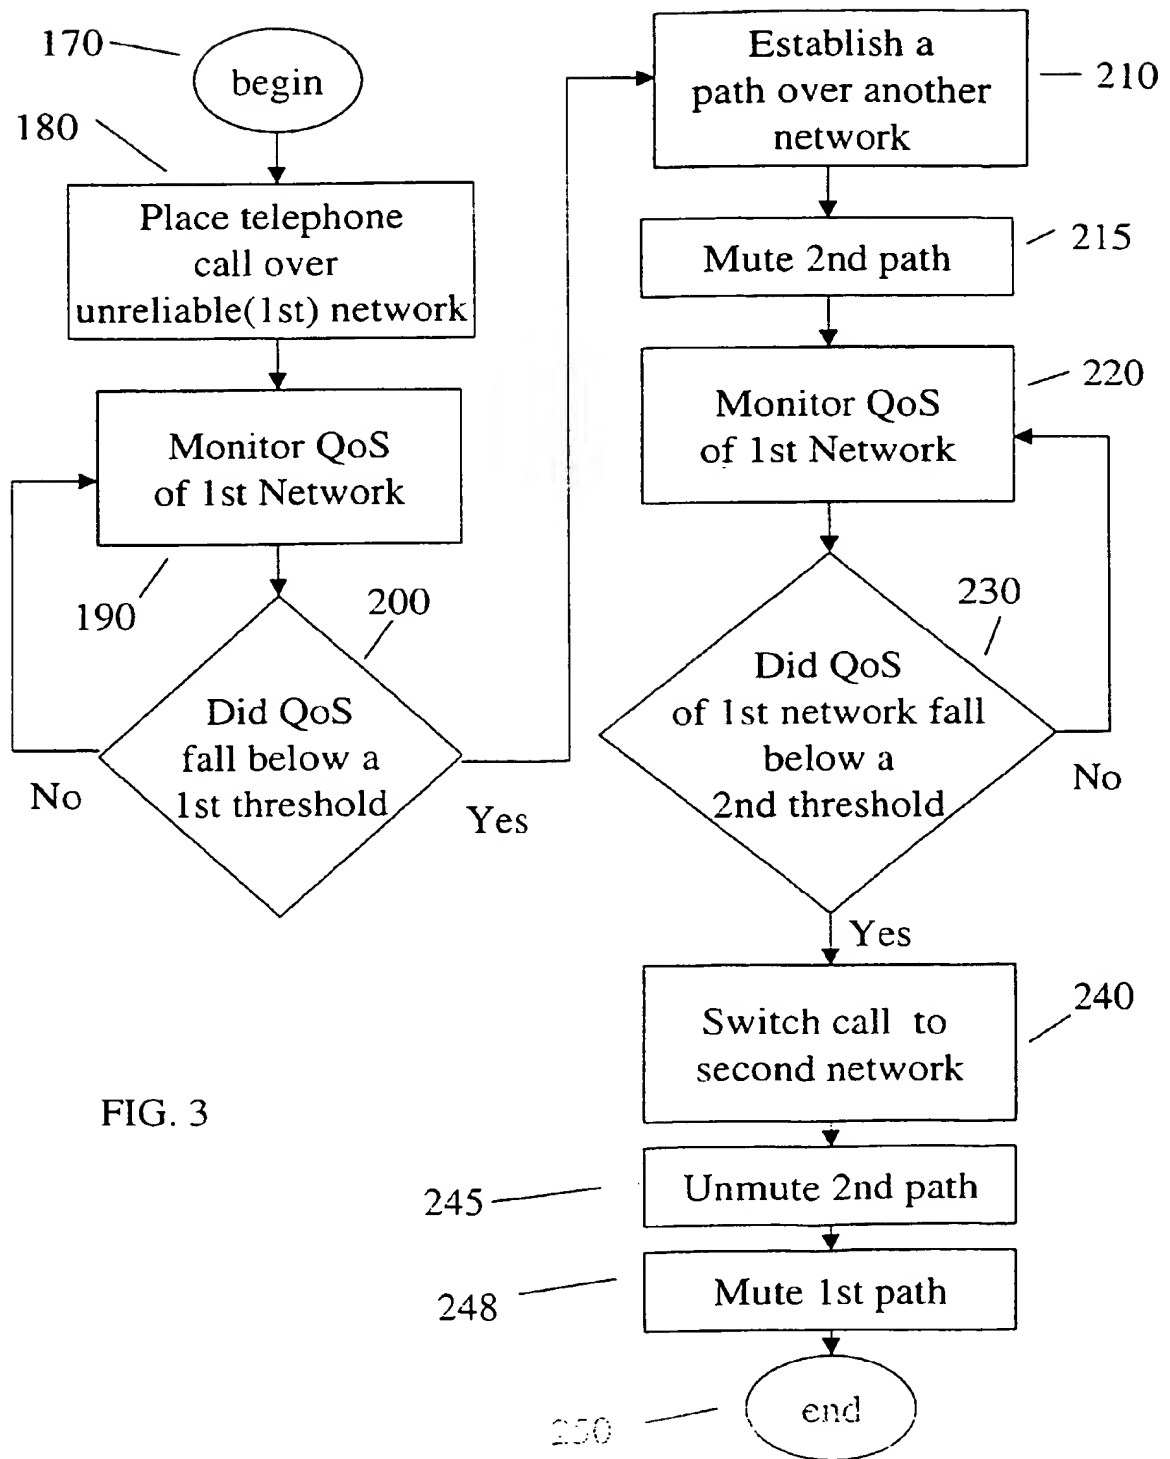 170
begin
180
Place telephone
call over
unreliable(1st) network
Monitor QoS
of 1st Network
190
200
Did QoS
fall below a
1st threshold
No
Yes
Establish a
path over another
network
210
Mute 2nd path
215
Monitor QoS
of 1st Network
220
230
Did QoS
of 1st network fall
below a
2nd threshold
No
Yes
Switch call to
second network
240
Unmute 2nd path
245
Mute 1st path
248
end
250
FIG. 3